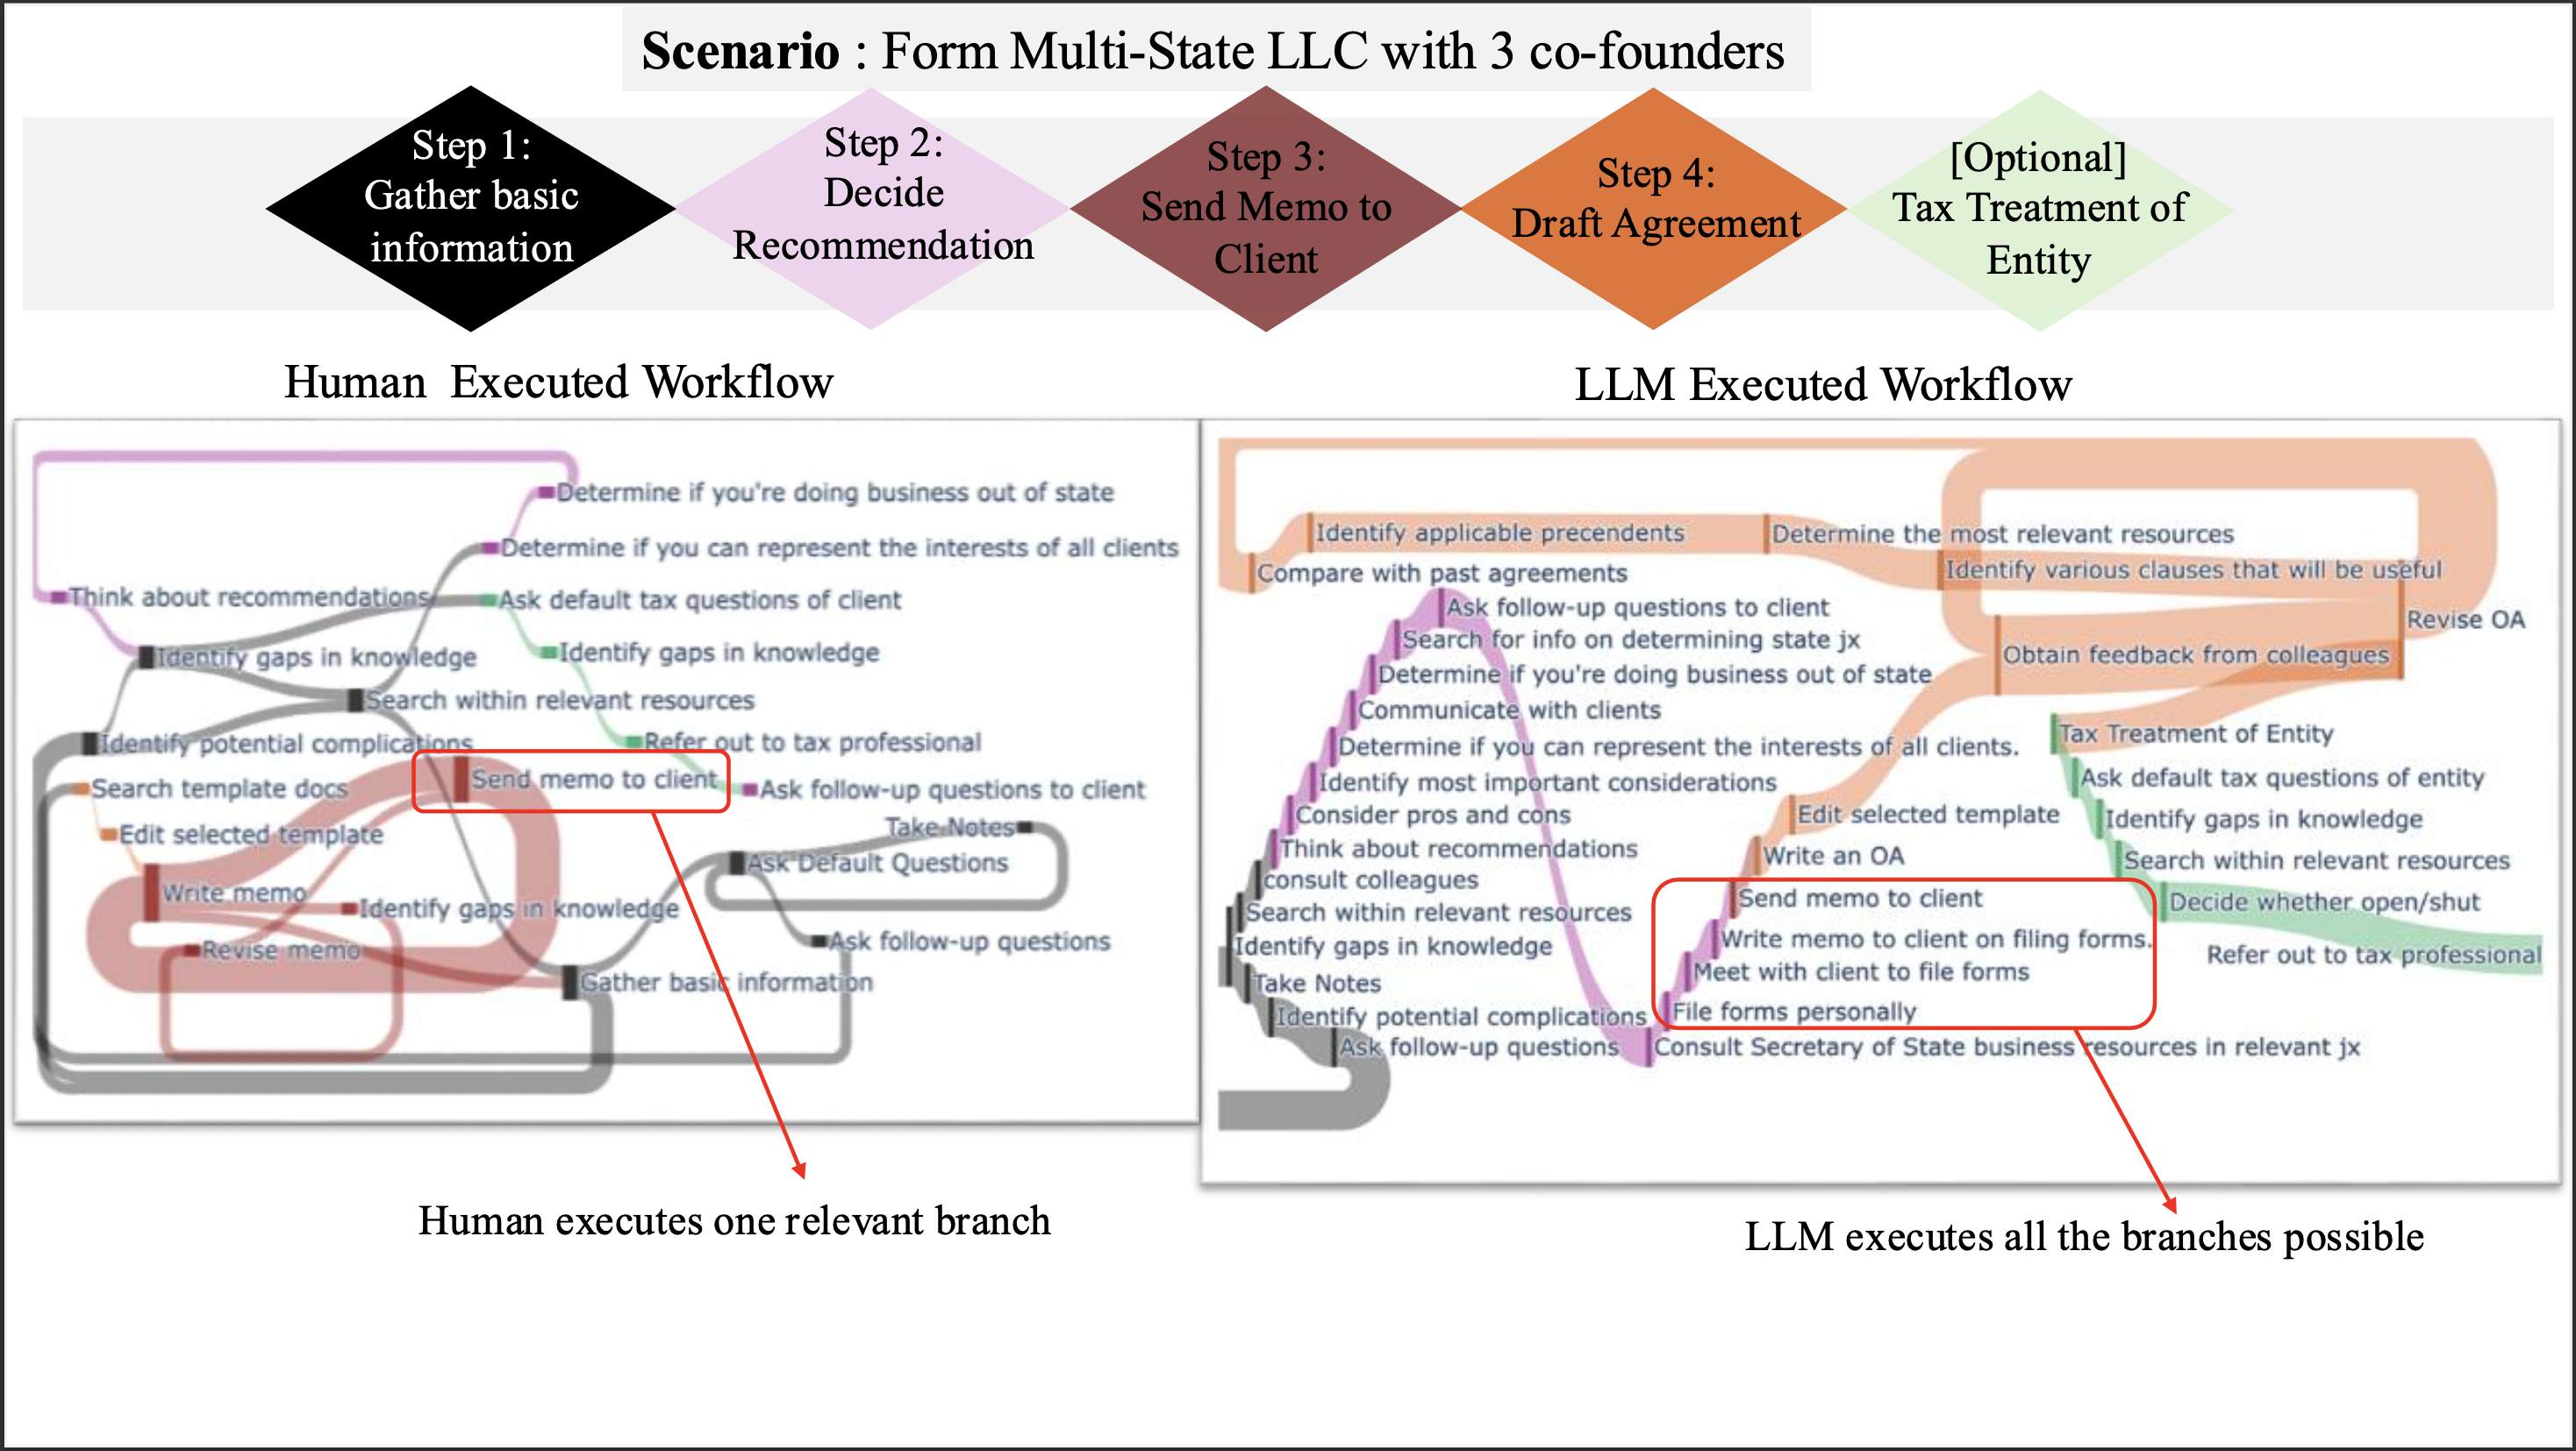 Scenario : Form Multi-State LLC with 3 co-founders
Step 1:
Gather basic
information
Step 2:
Decide
Recommendation
Step 3:
Send Memo to
Client
Step 4:
Draft Agreement
[Optional]
Tax Treatment of
Entity
Human Executed Workflow
Determine if you're doing business out of state
Determine if you can represent the interests of all clients
Think about recommendations
Ask default tax questions of client
Identify gaps in knowledge
Identify gaps in knowledge
Search within relevant resources
Identify potential complications
Refer out to tax professional
Send memo to client
Search template docs
Ask follow-up questions to client
Edit selected template
Take Notes
Ask Default Questions
Write memo
Identify gaps in knowledge
Revise memo
Ask follow-up questions
Gather basic information
Human executes one relevant branch
LLM Executed Workflow
Identify applicable precendents
Determine the most relevant resources
Compare with past agreements
Identify various clauses that will be useful
Ask follow-up questions to client
Revise OA
Search for info on determining state jx
Obtain feedback from colleagues
Determine if you're doing business out of state
Communicate with clients
Tax Treatment of Entity
Determine if you can represent the interests of all clients.
Ask default tax questions of entity
Identify most important considerations
Consider pros and cons
Edit selected template
Identify gaps in knowledge
Think about recommendations
Write an OA
Search within relevant resources
consult colleagues
Send memo to client
Decide whether open/shut
Search within relevant resources
Write memo to client on filing forms.
Identify gaps in knowledge
Refer out to tax professional
Meet with client to file forms
Take Notes
File forms personally
Identify potential complications
Ask follow-up questions
Consult Secretary of State business resources in relevant jx
LLM executes all the branches possible